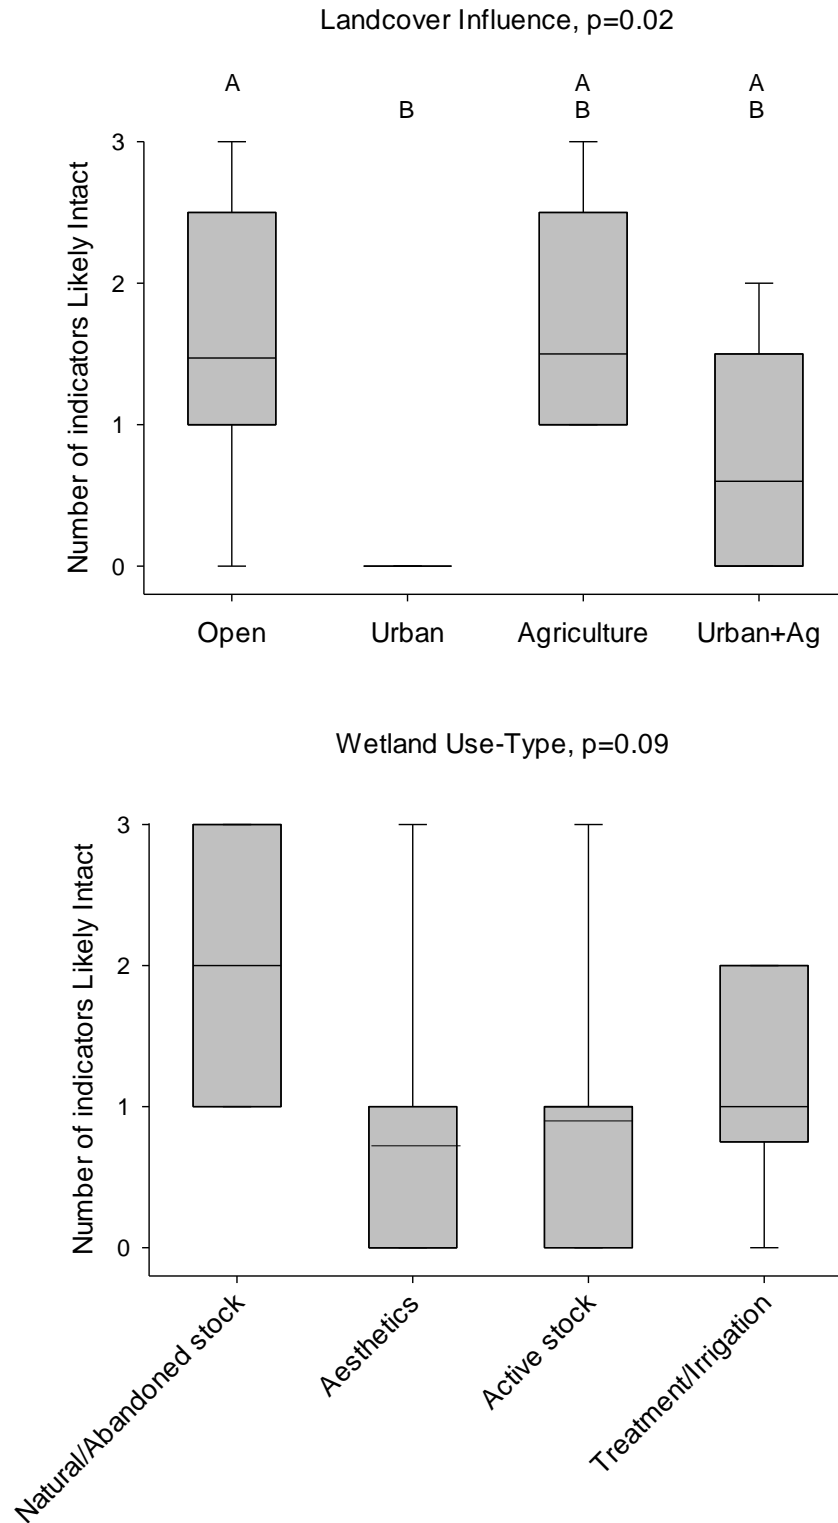 Landcover Influence, p=0.02
A A A
B B B
Number of indicators Likely Intact
3
2
1
0
Open Urban Agriculture Urban+Ag
Wetland Use-Type, p=0.09
Number of indicators Likely Intact
3
2
1
0
Natural/Abandoned stock
Aesthetics
Active stock
Treatment/Irrigation